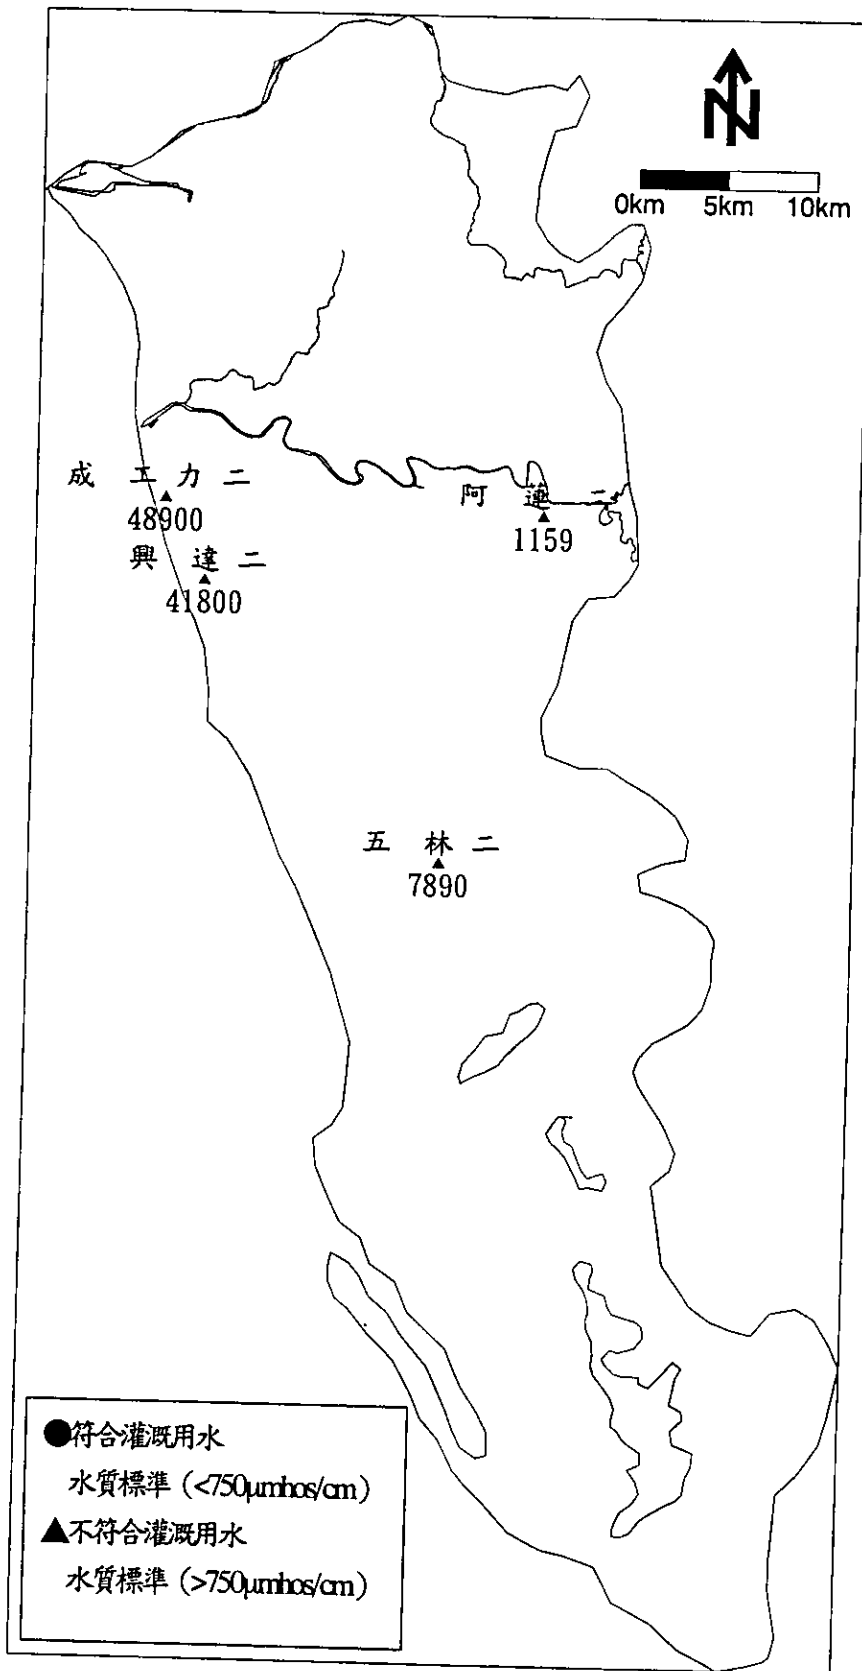 N
0km 5km 10km
成 工 力 二
48900
阿 蓮 二
1159
興 達 二
41800
五 林 二
7890
●符合灌溉用水
水質標準 (<750μmhos/cm)
▲不符合灌溉用水
水質標準 (>750μmhos/cm)